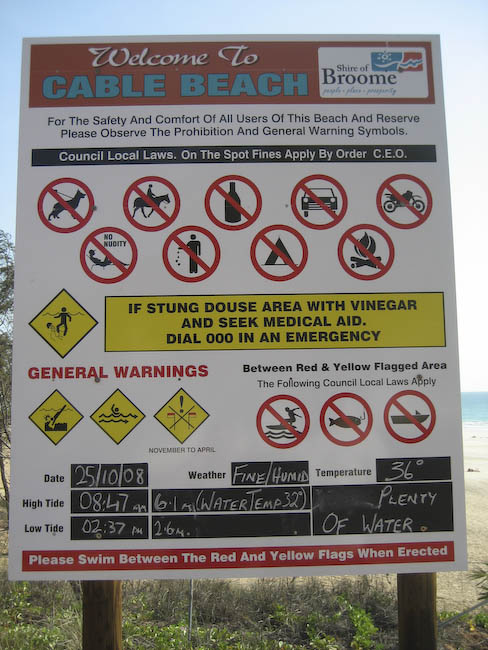 Welcome To
CABLE BEACH
Shire of
Broome
people • place • prosperity
For The Safety And Comfort Of All Users Of This Beach And Reserve
Please Observe The Prohibition And General Warning Symbols.
Council Local Laws. On The Spot Fines Apply By Order C.E.O.
NO
NUDITY
IF STUNG DOUSE AREA WITH VINEGAR
AND SEEK MEDICAL AID.
DIAL 000 IN AN EMERGENCY
GENERAL WARNINGS
Between Red & Yellow Flagged Area
The Following Council Local Laws Apply
NOVEMBER TO APRIL
Date 25/10/08 Weather FINE/HUMID Temperature 36°
High Tide 08:47 AM 6.1 M (WATER TEMP 32°) PLENTY
Low Tide 02:37 PM 2.6 M. OF WATER.
Please Swim Between The Red And Yellow Flags When Erected